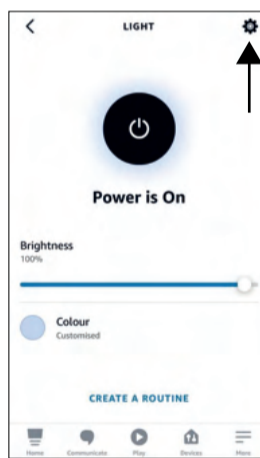 LIGHT
Power is On
Brightness
100%
Colour
Customised
CREATE A ROUTINE
Home Communicate Play Devices More